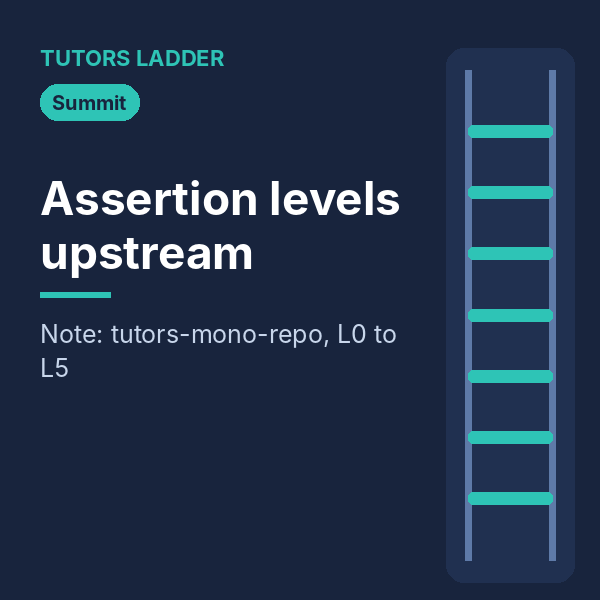 TUTORS LADDER
Summit
Assertion levels
upstream
Note: tutors-mono-repo, L0 to
L5